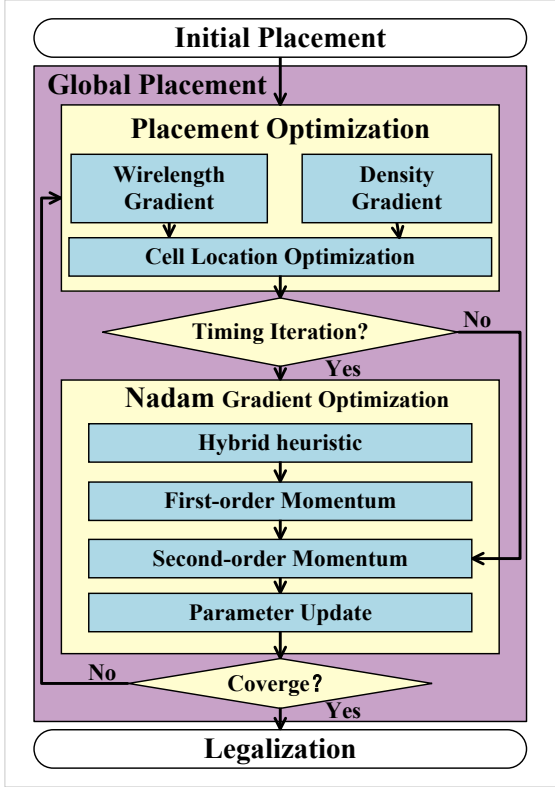 Initial Placement
Global Placement
Placement Optimization
Wirelength
Gradient
Density
Gradient
Cell Location Optimization
Timing Iteration?
No
Yes
Nadam Gradient Optimization
Hybrid heuristic
First-order Momentum
Second-order Momentum
Parameter Update
No
Coverge?
Yes
Legalization